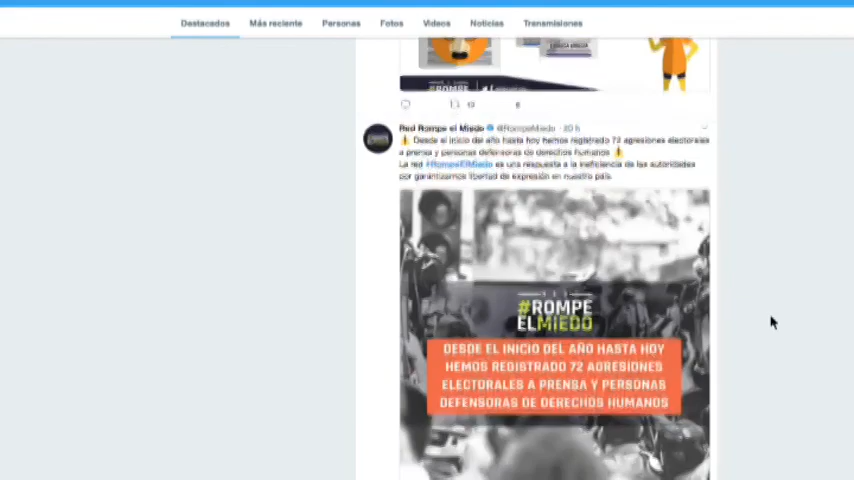 Destacados Más reciente Personas Fotos Videos Noticias Transmisiones
#ROMPE
Red Rompe el Miedo @RompeMiedo · 20 h
Desde el inicio del año hasta hoy hemos registrado 72 agresiones electorales
a prensa y personas defensoras de derechos humanos
La red #RompeElMiedo es una respuesta a la ineficiencia de las autoridades
por garantizarnos libertad de expresión en nuestro país.
#ROMPE
ELMIEDO
DESDE EL INICIO DEL AÑO HASTA HOY
HEMOS REGISTRADO 72 AGRESIONES
ELECTORALES A PRENSA Y PERSONAS
DEFENSORAS DE DERECHOS HUMANOS